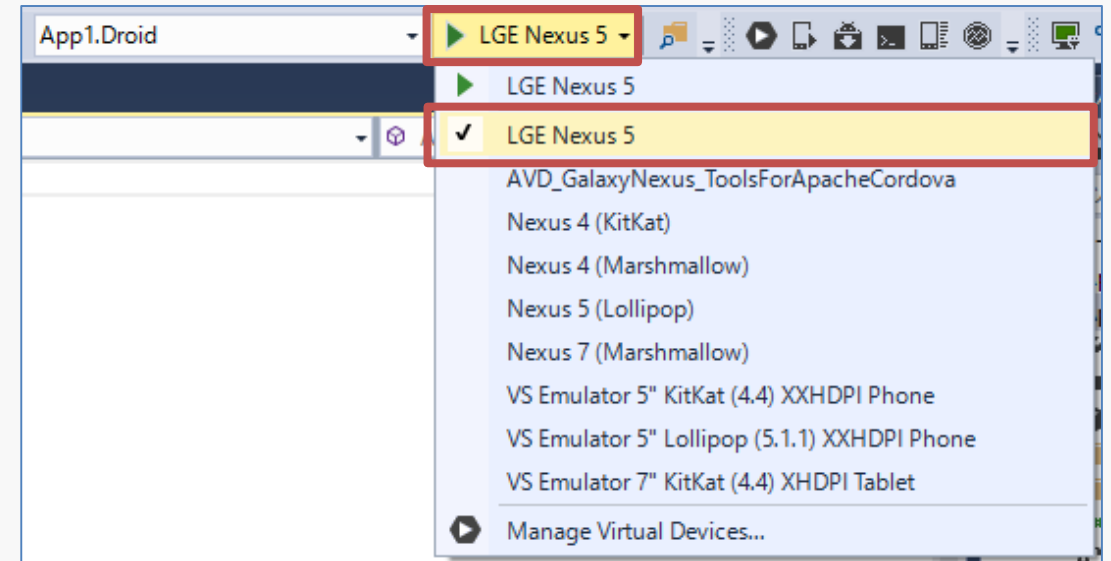 App1.Droid
LGE Nexus 5
LGE Nexus 5
LGE Nexus 5
AVD_GalaxyNexus_ToolsForApacheCordova
Nexus 4 (KitKat)
Nexus 4 (Marshmallow)
Nexus 5 (Lollipop)
Nexus 7 (Marshmallow)
VS Emulator 5" KitKat (4.4) XXHDPI Phone
VS Emulator 5" Lollipop (5.1.1) XXHDPI Phone
VS Emulator 7" KitKat (4.4) XHDPI Tablet
Manage Virtual Devices...